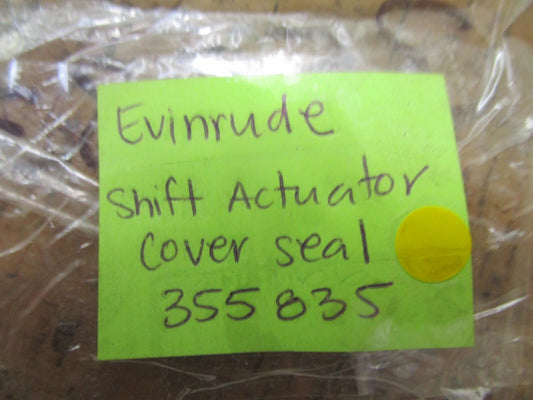 Evinrude
Shift Actuator
Cover seal
355835